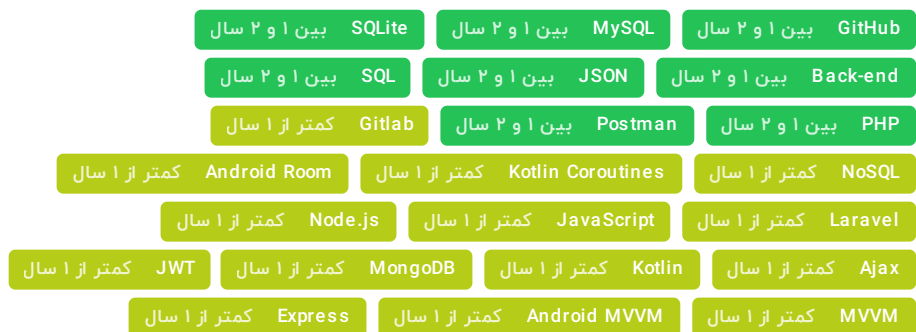 GitHub بین ۱ و ۲ سال MySQL بین ۱ و ۲ سال SQLite بین ۱ و ۲ سال
Back-end بین ۱ و ۲ سال JSON بین ۱ و ۲ سال SQL بین ۱ و ۲ سال
PHP بین ۱ و ۲ سال Postman بین ۱ و ۲ سال Gitlab کمتر از ۱ سال
NoSQL کمتر از ۱ سال Kotlin Coroutines کمتر از ۱ سال Android Room کمتر از ۱ سال
Laravel کمتر از ۱ سال JavaScript کمتر از ۱ سال Node.js کمتر از ۱ سال
Ajax کمتر از ۱ سال Kotlin کمتر از ۱ سال MongoDB کمتر از ۱ سال JWT کمتر از ۱ سال
MVVM کمتر از ۱ سال Android MVVM کمتر از ۱ سال Express کمتر از ۱ سال